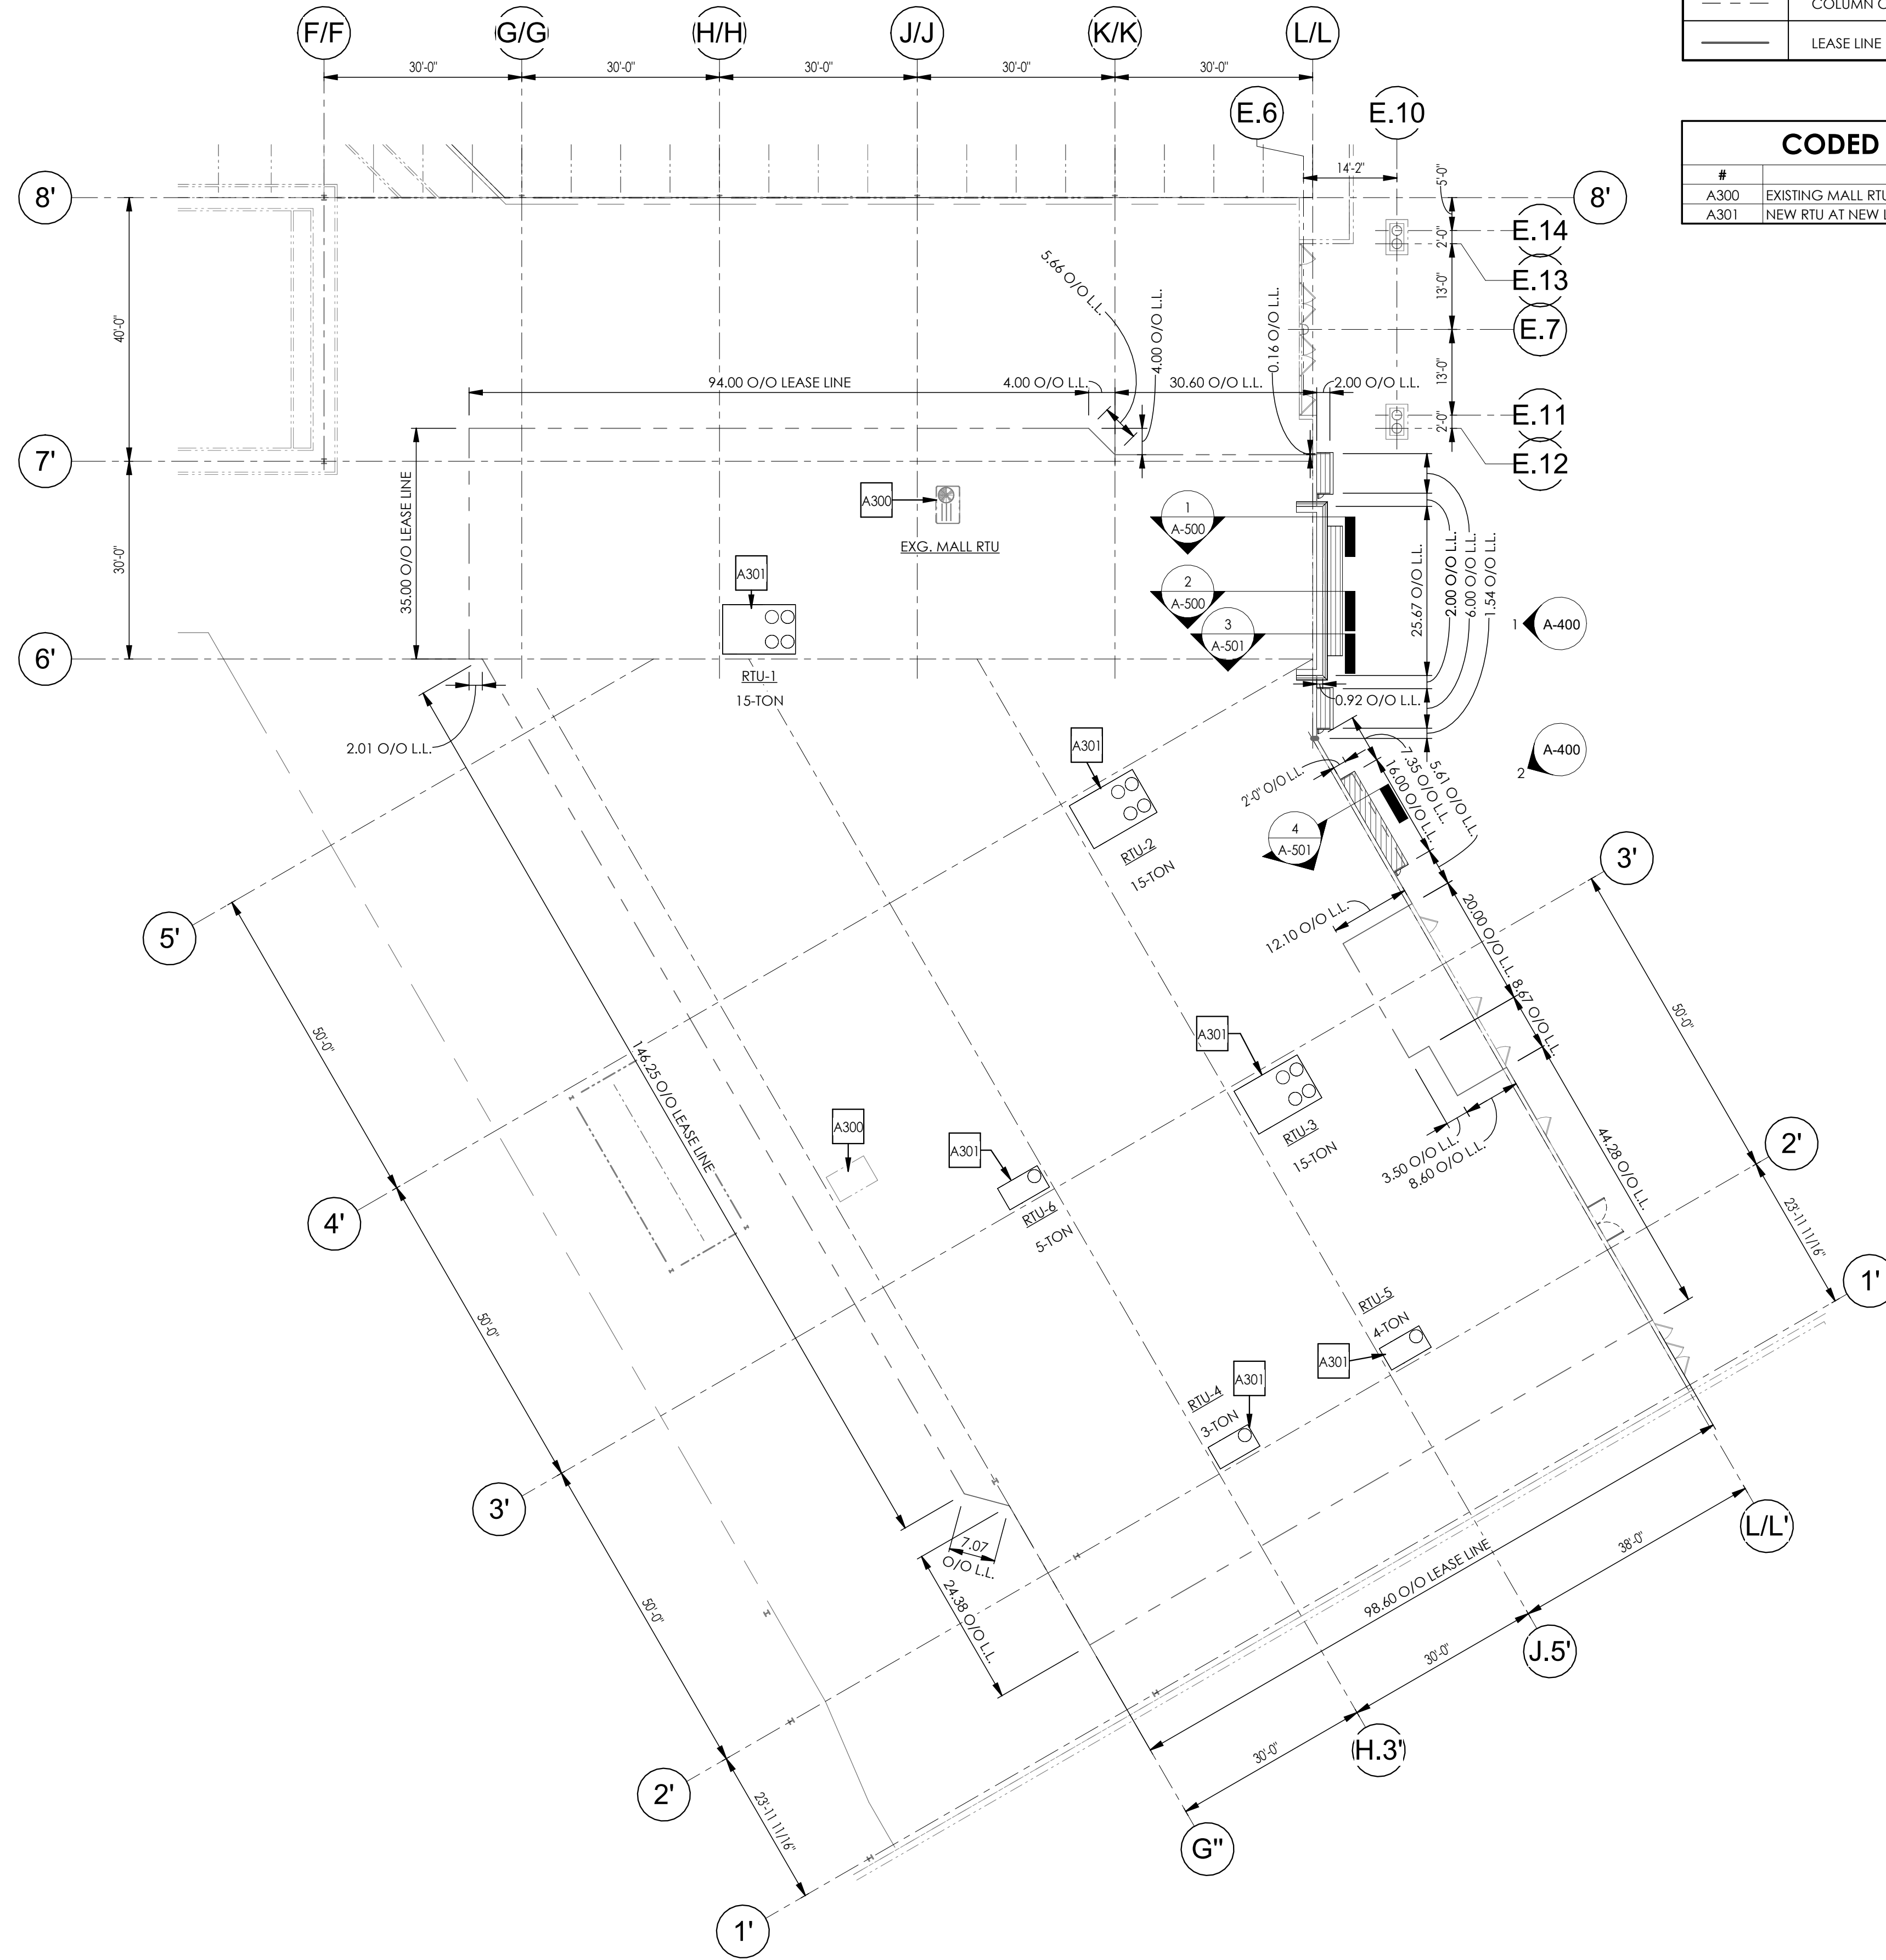 COLUMN
LEASE LINE
CODED
#
A300 EXISTING MALL RTU
A301 NEW RTU AT NEW
F/F G/G H/H J/J K/K L/L
30'-0" 30'-0" 30'-0" 30'-0" 30'-0"
E.6 E.10
14'-2"
8' 8'
5'-0"
E.14
2'-0"
E.13
13'-0"
E.7
13'-0"
E.11
2'-0"
E.12
40'-0"
5.66 O/O L.L.
4.00 O/O L.L.
0.16 O/O L.L.
94.00 O/O LEASE LINE 4.00 O/O L.L. 30.60 O/O L.L. 2.00 O/O L.L.
7'
35.00 O/O LEASE LINE
A300
EXG. MALL RTU
30'-0"
A301
RTU-1
15-TON
1
A-500
2
A-500
3
A-501
25.67 O/O L.L.
2.00 O/O L.L.
6.00 O/O L.L.
1.54 O/O L.L.
1 A-400
6'
0.92 O/O L.L.
2.01 O/O L.L.
A-400
2
A301
RTU-2
15-TON
2'-0" O/O L.L.
7.35 O/O L.L.
16.00 O/O L.L.
5.61 O/O L.L.
4
A-501
3'
5'
12.10 O/O L.L.
20.00 O/O L.L.
8.67 O/O L.L.
50'-0"
50'-0"
146.25 O/O LEASE LINE
A301
RTU-3
15-TON
A300
A301
RTU-6
5-TON
3.50 O/O L.L.
8.60 O/O L.L.
44.28 O/O L.L.
2'
4'
23'-11 11/16"
1'
50'-0"
RTU-5
4-TON
A301
RTU-4
3-TON
A301
3'
7.07
O/O L.L.
24.38 O/O L.L.
98.60 O/O LEASE LINE
L/L'
38'-0"
50'-0"
30'-0"
J.5'
30'-0"
H.3'
2'
23'-11 11/16"
G"
1'